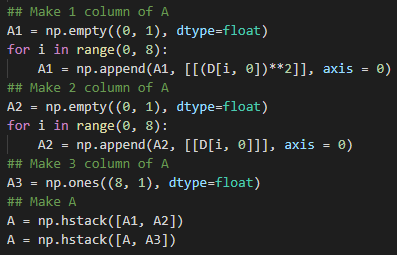 ## Make 1 column of A
A1 = np.empty((0, 1), dtype=float)
for i in range(0, 8):
    A1 = np.append(A1, [[(D[i, 0])**2]], axis = 0)
## Make 2 column of A
A2 = np.empty((0, 1), dtype=float)
for i in range(0, 8):
    A2 = np.append(A2, [[D[i, 0]]], axis = 0)
## Make 3 column of A
A3 = np.ones((8, 1), dtype=float)
## Make A
A = np.hstack([A1, A2])
A = np.hstack([A, A3])